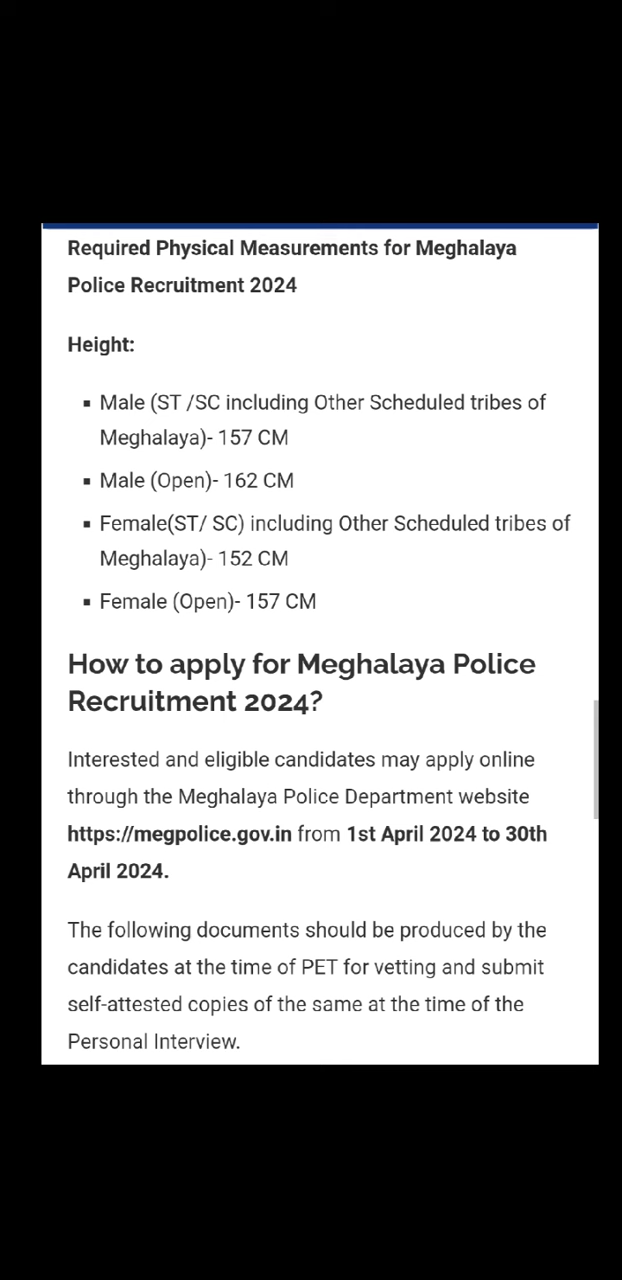 Required Physical Measurements for Meghalaya
Police Recruitment 2024
Height:
▪ Male (ST /SC including Other Scheduled tribes of
Meghalaya)- 157 CM
▪ Male (Open)- 162 CM
▪ Female(ST/ SC) including Other Scheduled tribes of
Meghalaya)- 152 CM
▪ Female (Open)- 157 CM
How to apply for Meghalaya Police
Recruitment 2024?
Interested and eligible candidates may apply online
through the Meghalaya Police Department website
https://megpolice.gov.in from 1st April 2024 to 30th
April 2024.
The following documents should be produced by the
candidates at the time of PET for vetting and submit
self-attested copies of the same at the time of the
Personal Interview.